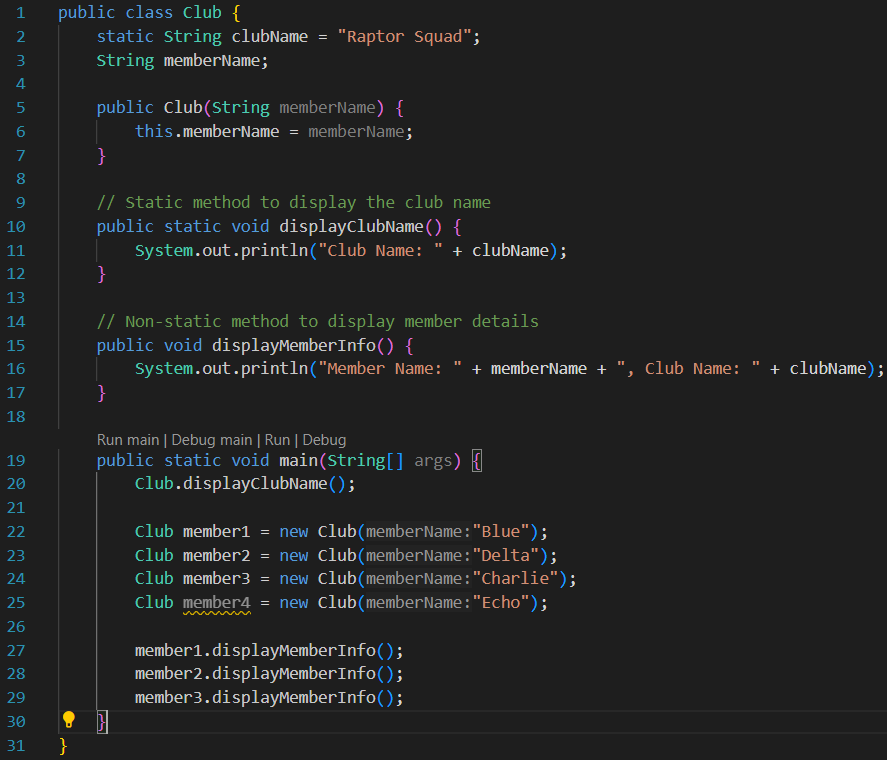 1 public class Club {
2 static String clubName = "Raptor Squad";
3 String memberName;
4
5 public Club(String memberName) {
6 this.memberName = memberName;
7 }
8
9 // Static method to display the club name
10 public static void displayClubName() {
11 System.out.println("Club Name: " + clubName);
12 }
13
14 // Non-static method to display member details
15 public void displayMemberInfo() {
16 System.out.println("Member Name: " + memberName + ", Club Name: " + clubName);
17 }
18
Run main | Debug main | Run | Debug
19 public static void main(String[] args) {
20 Club.displayClubName();
21
22 Club member1 = new Club(memberName:"Blue");
23 Club member2 = new Club(memberName:"Delta");
24 Club member3 = new Club(memberName:"Charlie");
25 Club member4 = new Club(memberName:"Echo");
26
27 member1.displayMemberInfo();
28 member2.displayMemberInfo();
29 member3.displayMemberInfo();
30 }
31 }